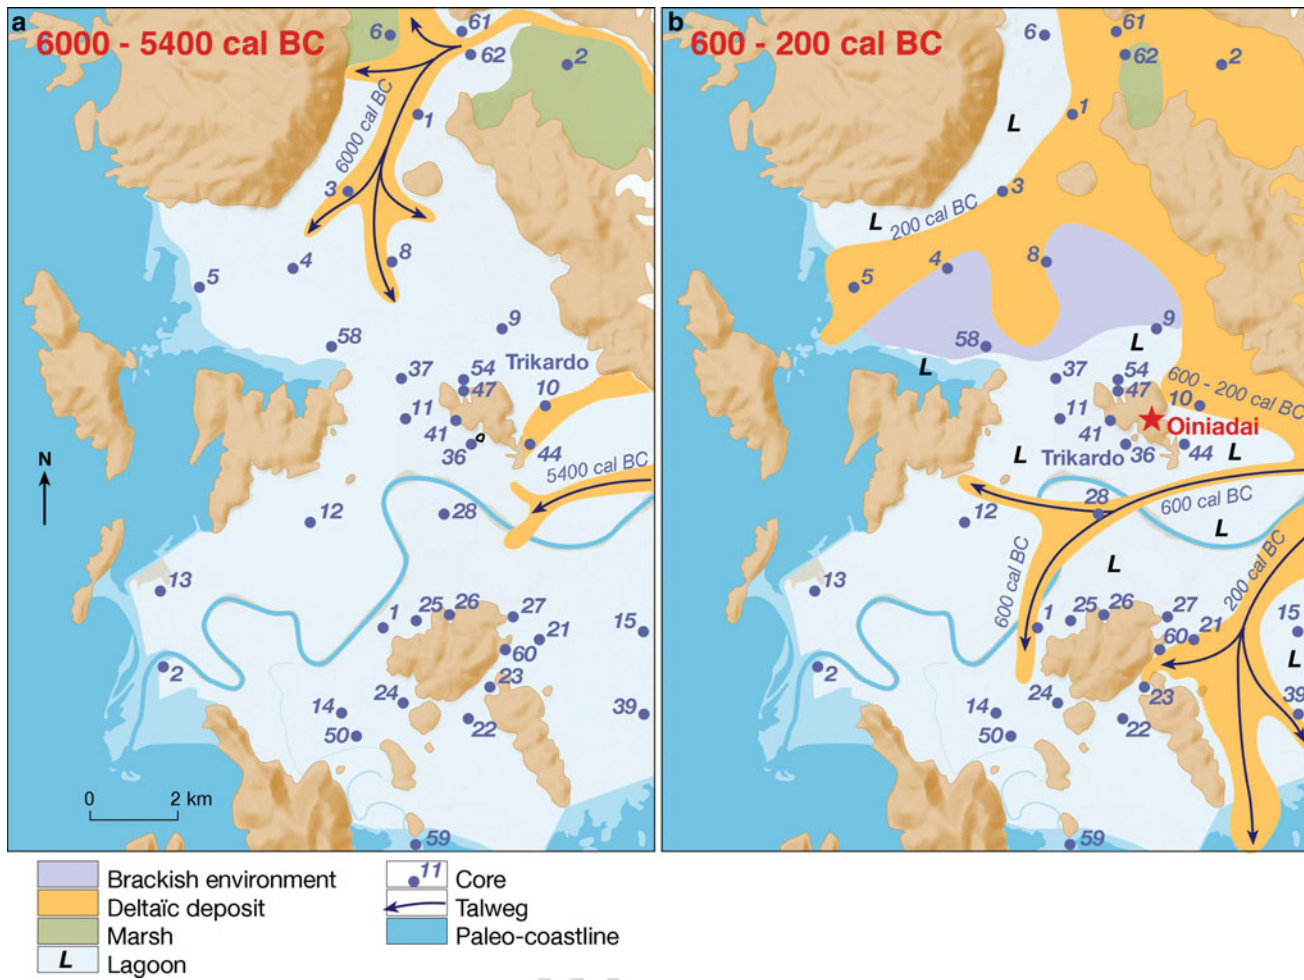 a
6000 - 5400 cal BC
6
61
62
2
1
6000 cal BC
3
8
4
5
9
58
37
54
Trikardo
47
10
11
41
36
44
5400 cal BC
N
12
28
13
1
25
26
27
21
15
60
2
23
24
14
22
39
50
0
2 km
59
b
600 - 200 cal BC
6
61
62
2
1
L
3
L
200 cal BC
4
8
5
9
58
L
L
37
54
47
600 - 200 cal BC
10
11
Oiniadai
41
36
44
L
Trikardo
L
28
600 cal BC
12
L
L
13
600 cal BC
200 cal BC
1
25
26
27
21
15
60
2
L
23
24
14
22
39
50
59
Brackish environment
Deltaïc deposit
Marsh
L Lagoon
11 Core
Talweg
Paleo-coastline